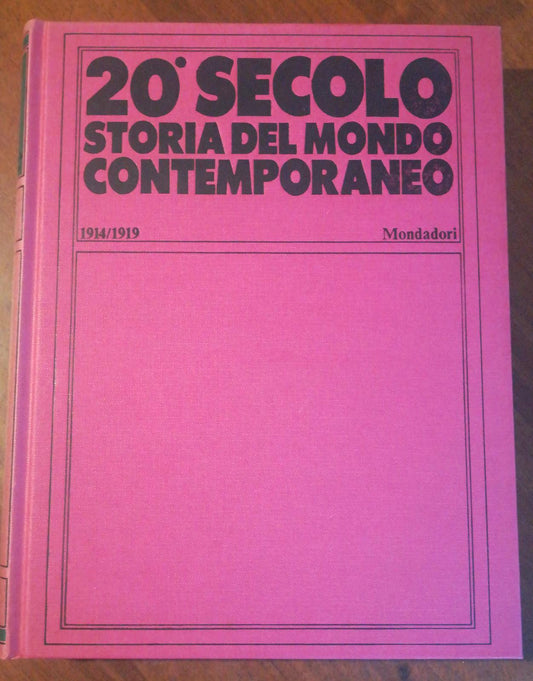 20° SECOLO
STORIA DEL MONDO
CONTEMPORANEO
1914/1919 Mondadori